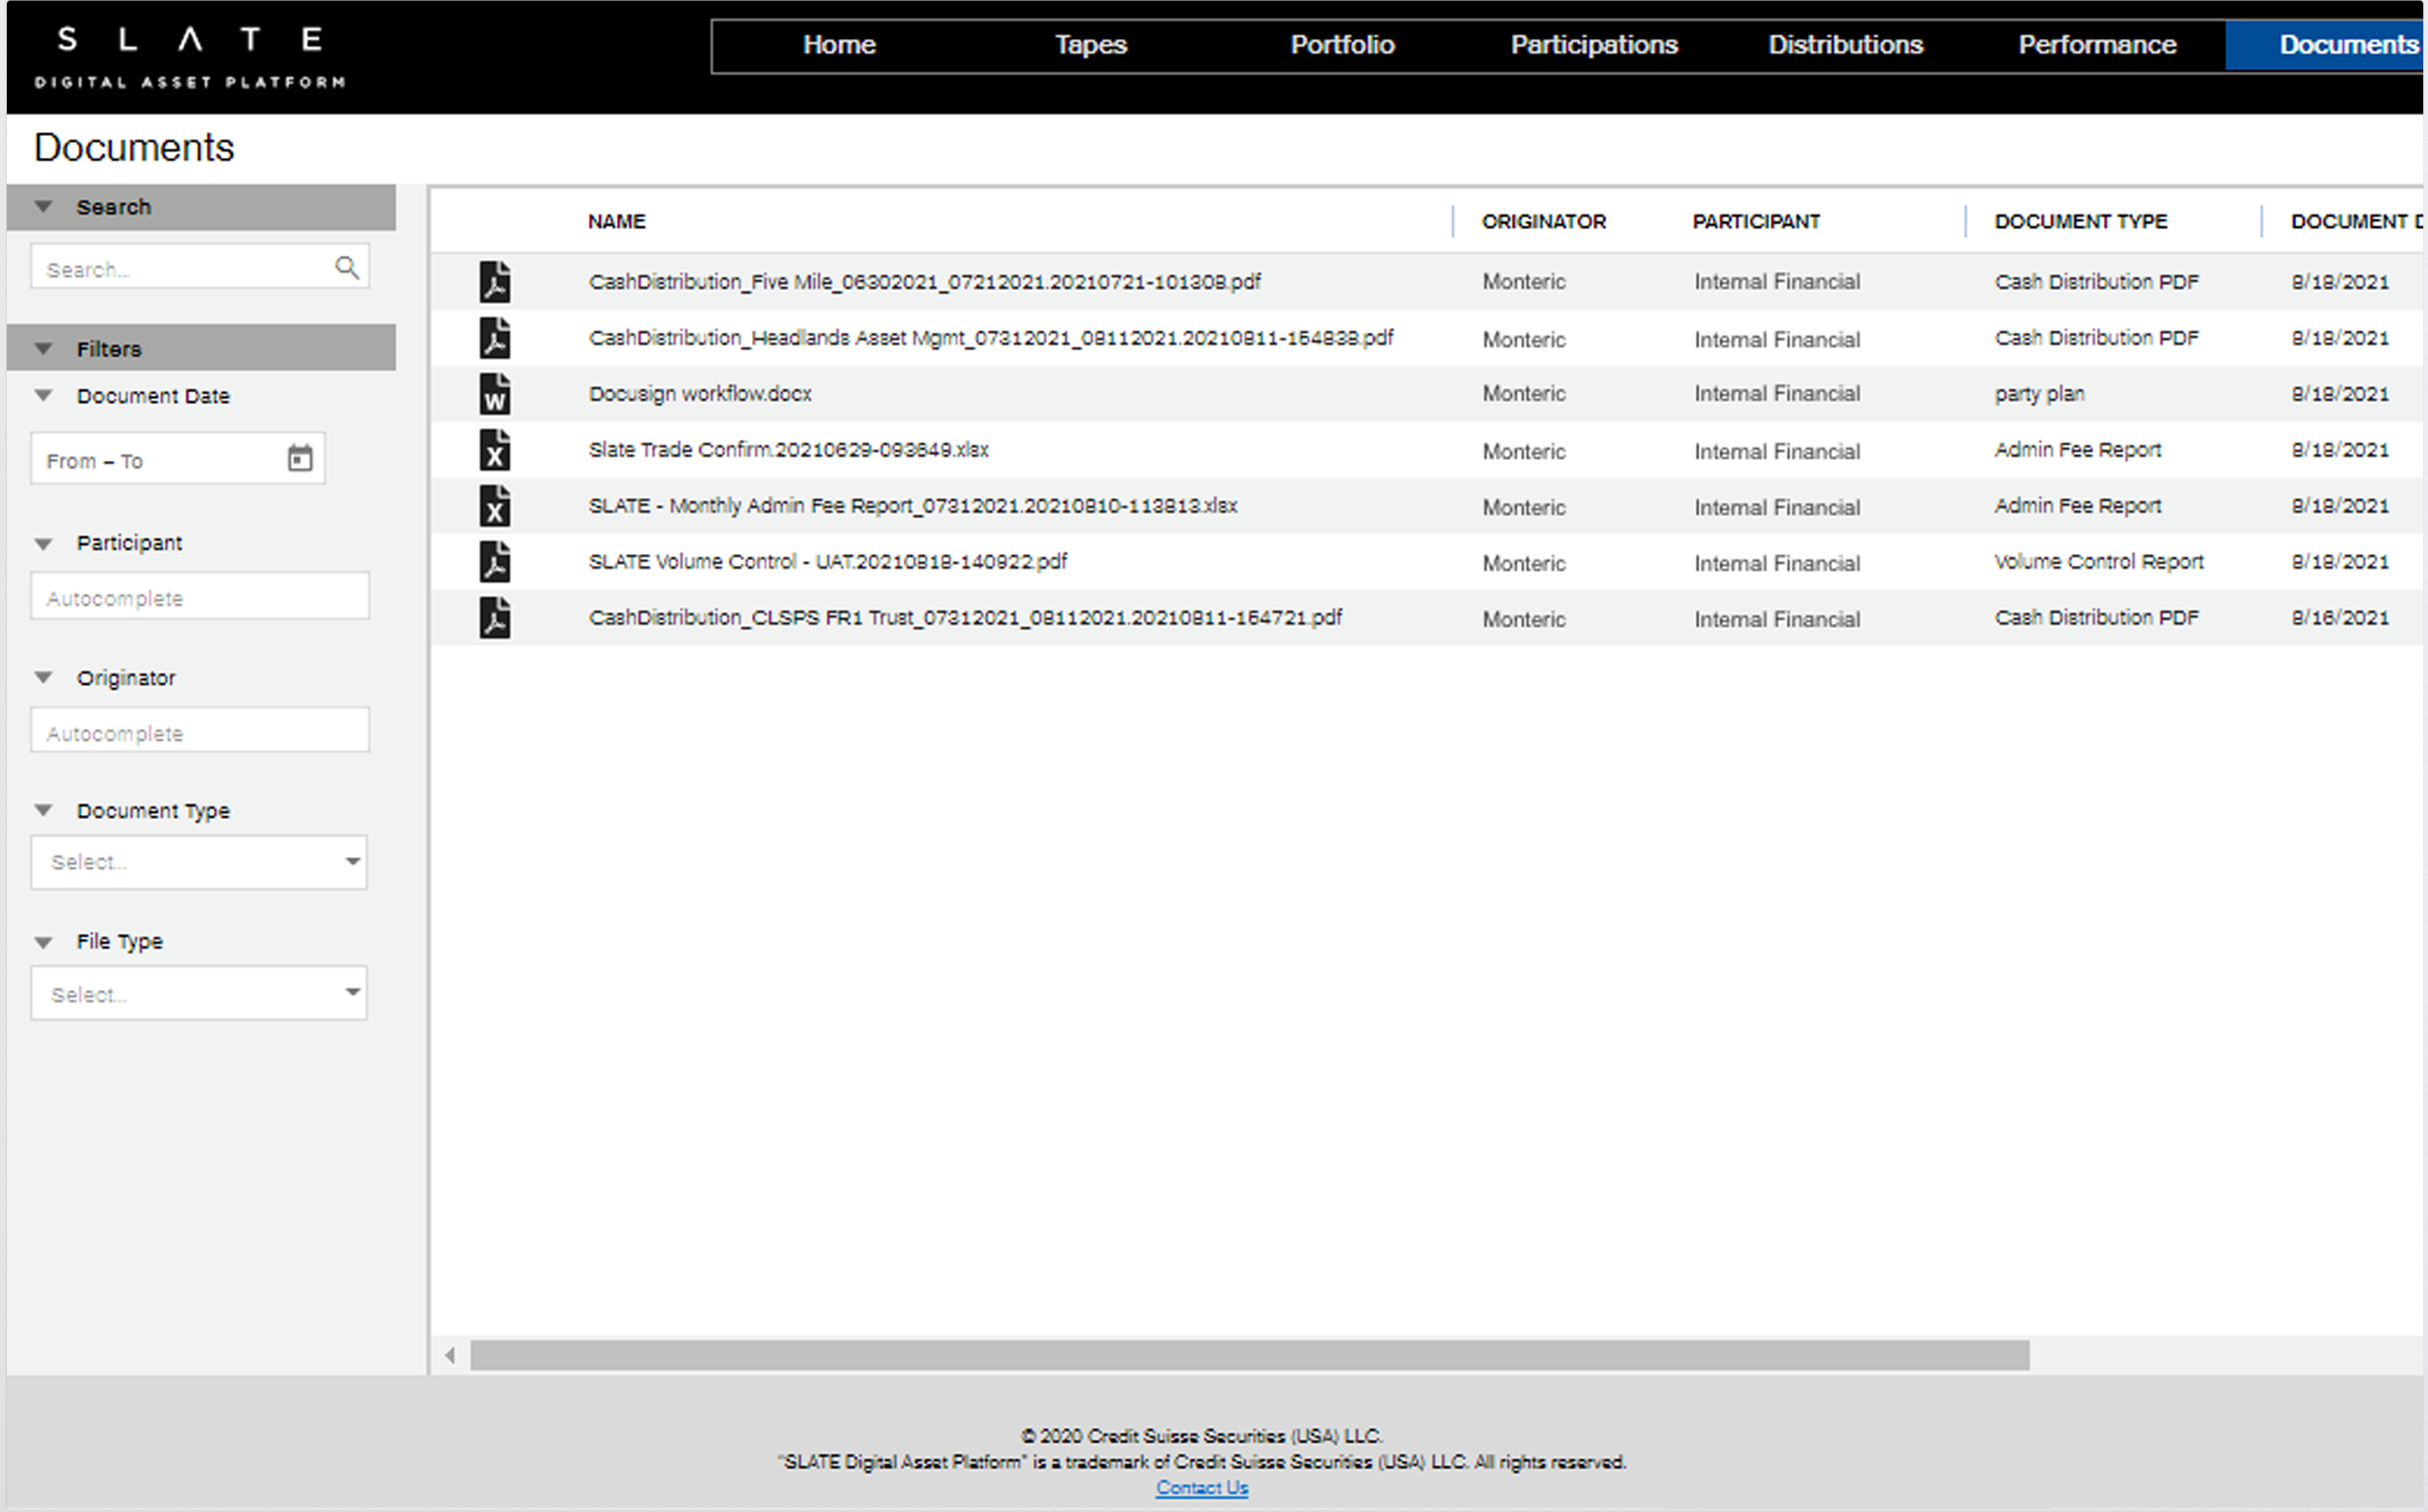 SLATE
DIGITAL ASSET PLATFORM
Home Tapes Portfolio Participations Distributions Performance Documents
Documents
Search
Search...
Filters
Document Date
From – To
Participant
Autocomplete
Originator
Autocomplete
Document Type
Select...
File Type
Select...
NAME ORIGINATOR PARTICIPANT DOCUMENT TYPE DOCUMENT
CashDistribution_Five Mile_06302021_07212021.20210721-101308.pdf Monteric Internal Financial Cash Distribution PDF 8/18/2021
CashDistribution_Headlands Asset Mgmt_07312021_08112021.20210811-154838.pdf Monteric Internal Financial Cash Distribution PDF 8/18/2021
Docusign workflow.docx Monteric Internal Financial party plan 8/18/2021
Slate Trade Confirm.20210629-093649.xlsx Monteric Internal Financial Admin Fee Report 8/18/2021
SLATE - Monthly Admin Fee Report_07312021.20210810-113813.xlsx Monteric Internal Financial Admin Fee Report 8/18/2021
SLATE Volume Control - UAT.20210818-140922.pdf Monteric Internal Financial Volume Control Report 8/18/2021
CashDistribution_CLSPS FR1 Trust_07312021_08112021.20210811-154721.pdf Monteric Internal Financial Cash Distribution PDF 8/16/2021
© 2020 Credit Suisse Securities (USA) LLC.
"SLATE Digital Asset Platform" is a trademark of Credit Suisse Securities (USA) LLC. All rights reserved.
Contact Us